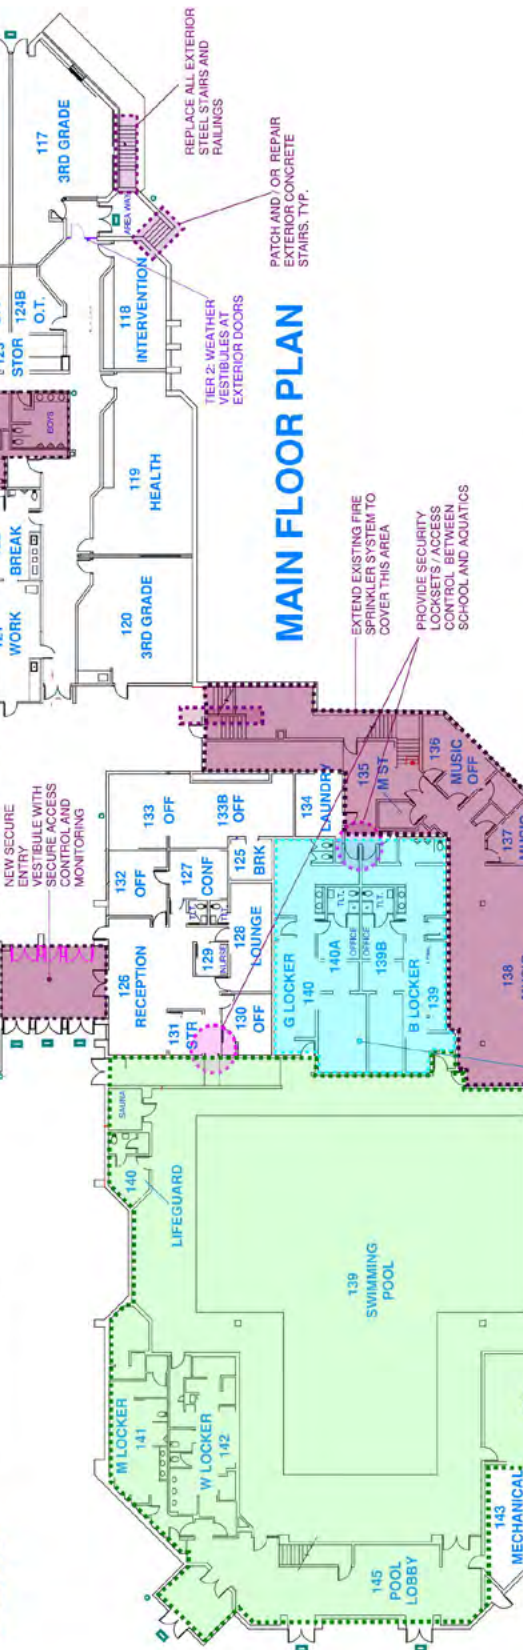 REPLACE ALL EXTERIOR
STEEL STAIRS AND
RAILINGS
117
3RD GRADE
AREA WAY
PATCH AND / OR REPAIR
EXTERIOR CONCRETE
STAIRS, TYP.
124B
O.T.
STOR
118
INTERVENTION
TIER 2: WEATHER
VESTIBULES AT
EXTERIOR DOORS
BOYS
119
HEALTH
BREAK
WORK
120
3RD GRADE
MAIN FLOOR PLAN
EXTEND EXISTING FIRE
SPRINKLER SYSTEM TO
COVER THIS AREA
PROVIDE SECURITY
LOCKSETS / ACCESS
CONTROL BETWEEN
SCHOOL AND AQUATICS
NEW SECURE
ENTRY
VESTIBULE WITH
SECURE ACCESS
CONTROL AND
MONITORING
133
OFF
133B
OFF
134
LAUNDRY
135
M ST
136
MUSIC
OFF
137
132
OFF
127
CONF
125
BRK
126
RECEPTION
129
NURSE
128
LOUNGE
131
STR
130
OFF
G LOCKER
140
TLT.
140A
OFFICE
OFFICE
TLT.
139B
B LOCKER
139
138
SAUNA
140
LIFEGUARD
139
SWIMMING
POOL
M LOCKER
141
W LOCKER
142
145
POOL
LOBBY
143
MECHANICAL